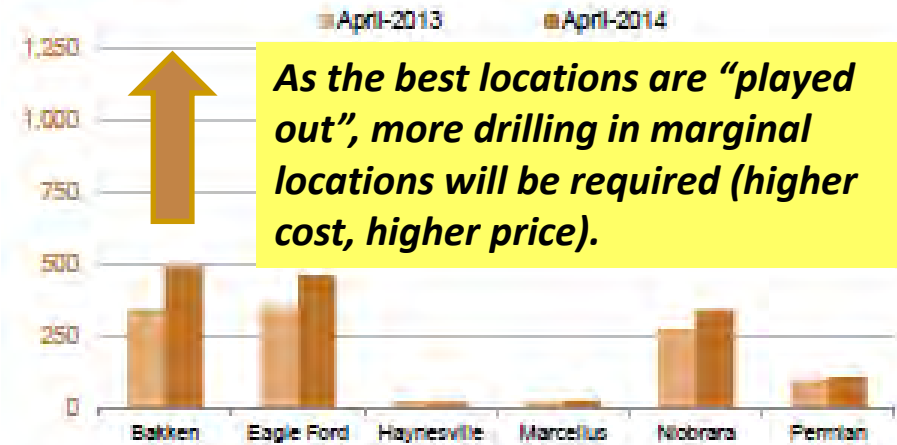 April-2013 April-2014
1,250
As the best locations are “played
out”, more drilling in marginal
locations will be required (higher
cost, higher price).
1,000
750
500
250
0
Bakken Eagle Ford Haynesville Marcellus Niobrara Permian